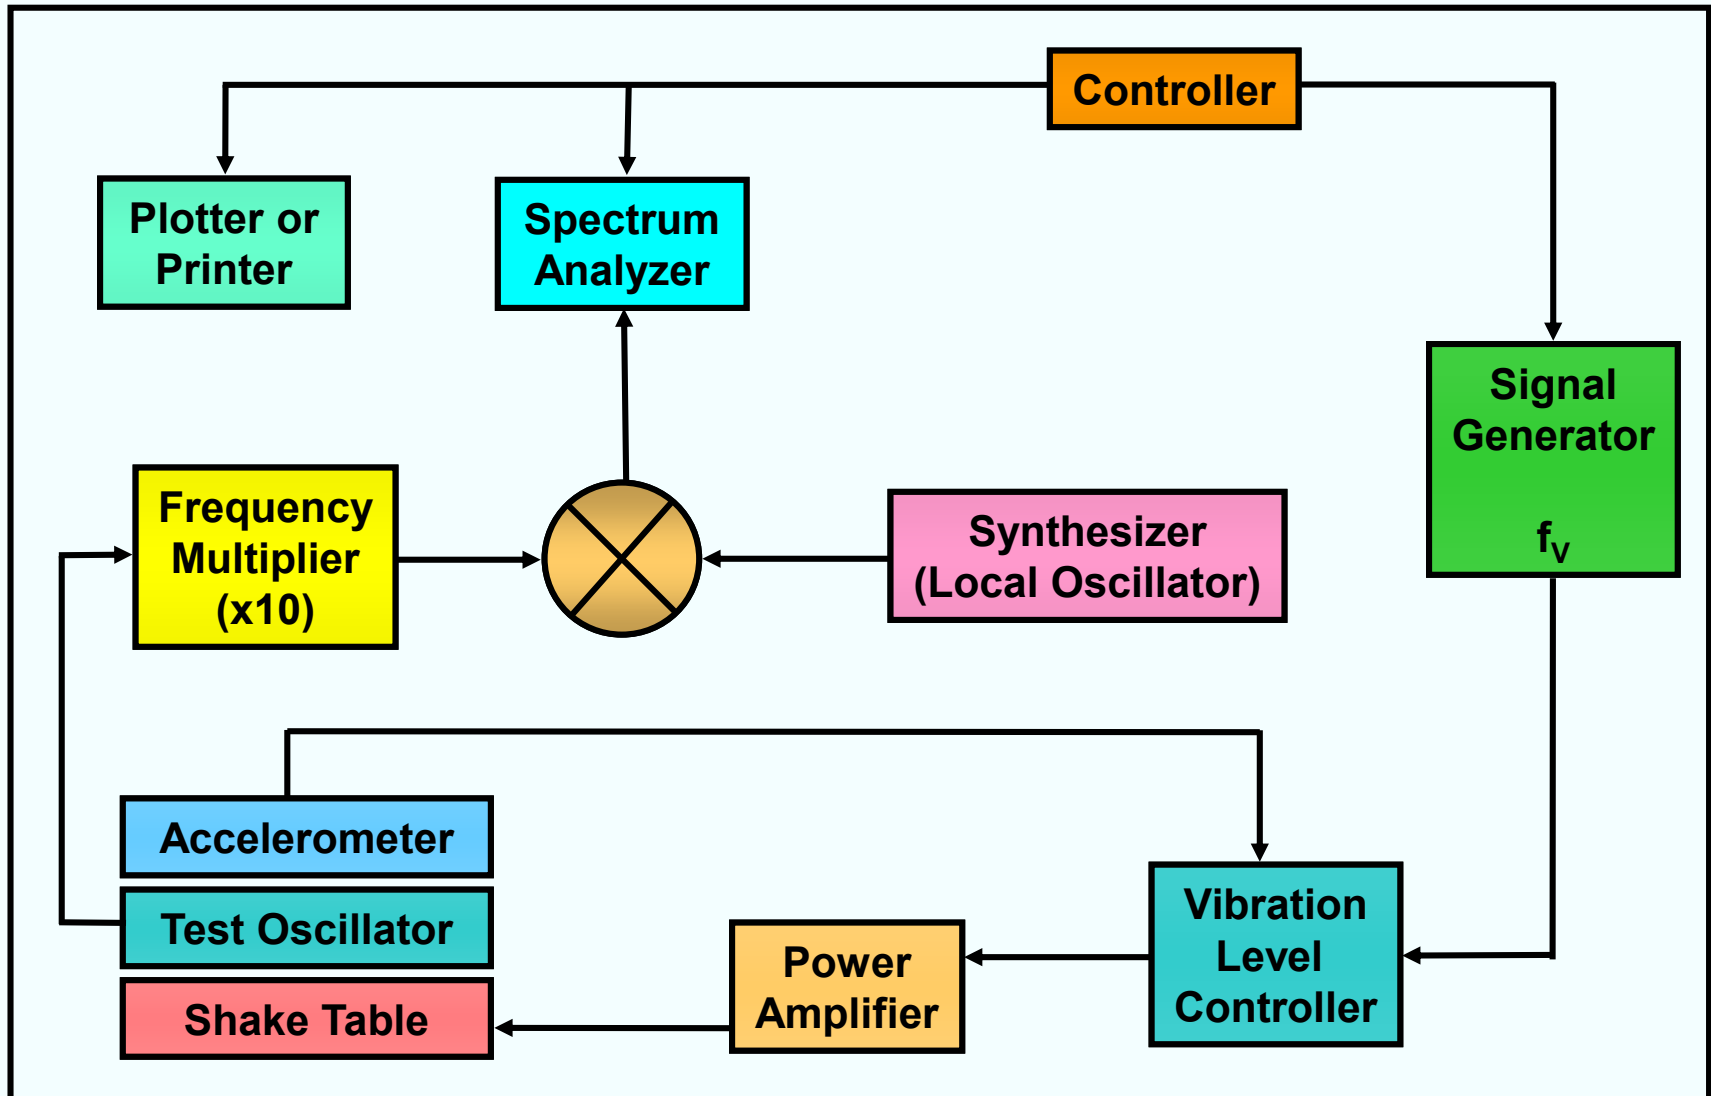 Controller
Plotter or
Printer
Spectrum
Analyzer
Signal
Generator
fV
Frequency
Multiplier
(x10)
Synthesizer
(Local Oscillator)
Accelerometer
Test Oscillator
Shake Table
Power
Amplifier
Vibration
Level
Controller